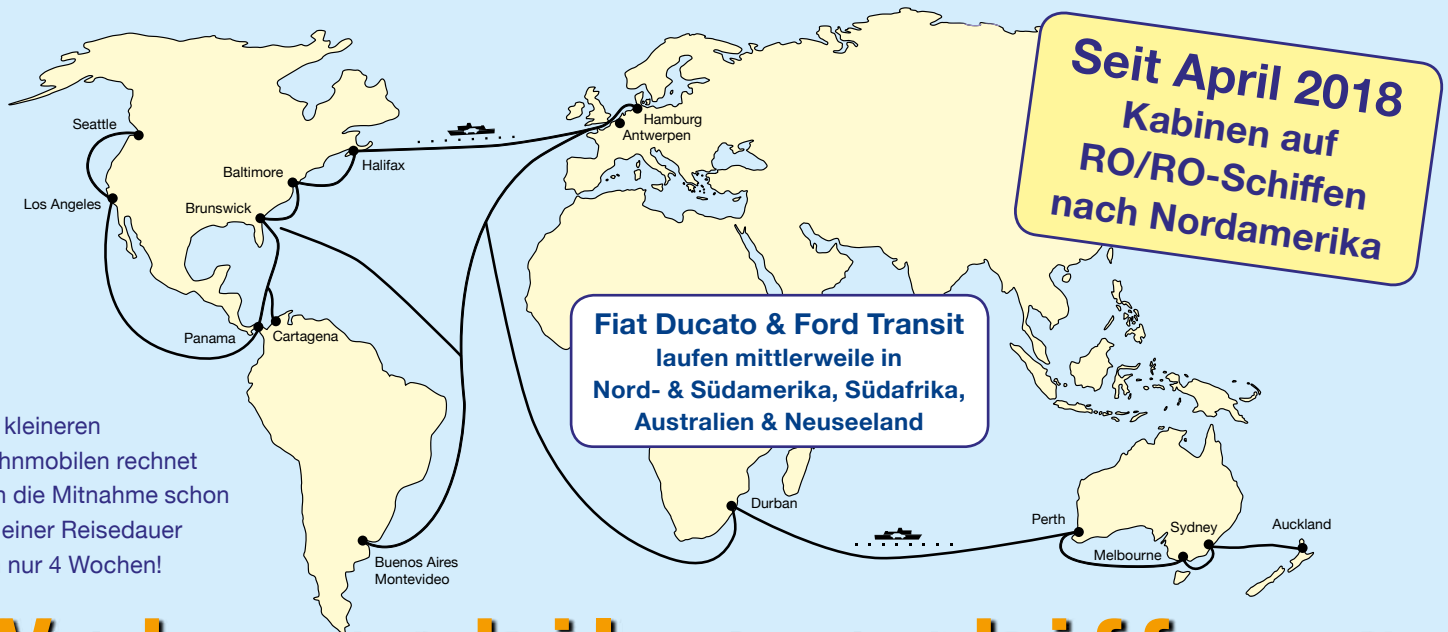 Seit April 2018
Kabinen auf
RO/RO-Schiffen
nach Nordamerika
Seattle
Los Angeles
Baltimore
Brunswick
Halifax
Hamburg
Antwerpen
Panama
Cartagena
Fiat Ducato & Ford Transit
laufen mittlerweile in
Nord- & Südamerika, Südafrika,
Australien & Neuseeland
kleineren
hnmobilen rechnet
die Mitnahme schon
einer Reisedauer
nur 4 Wochen!
Buenos Aires
Montevideo
Durban
Perth
Melbourne
Sydney
Auckland